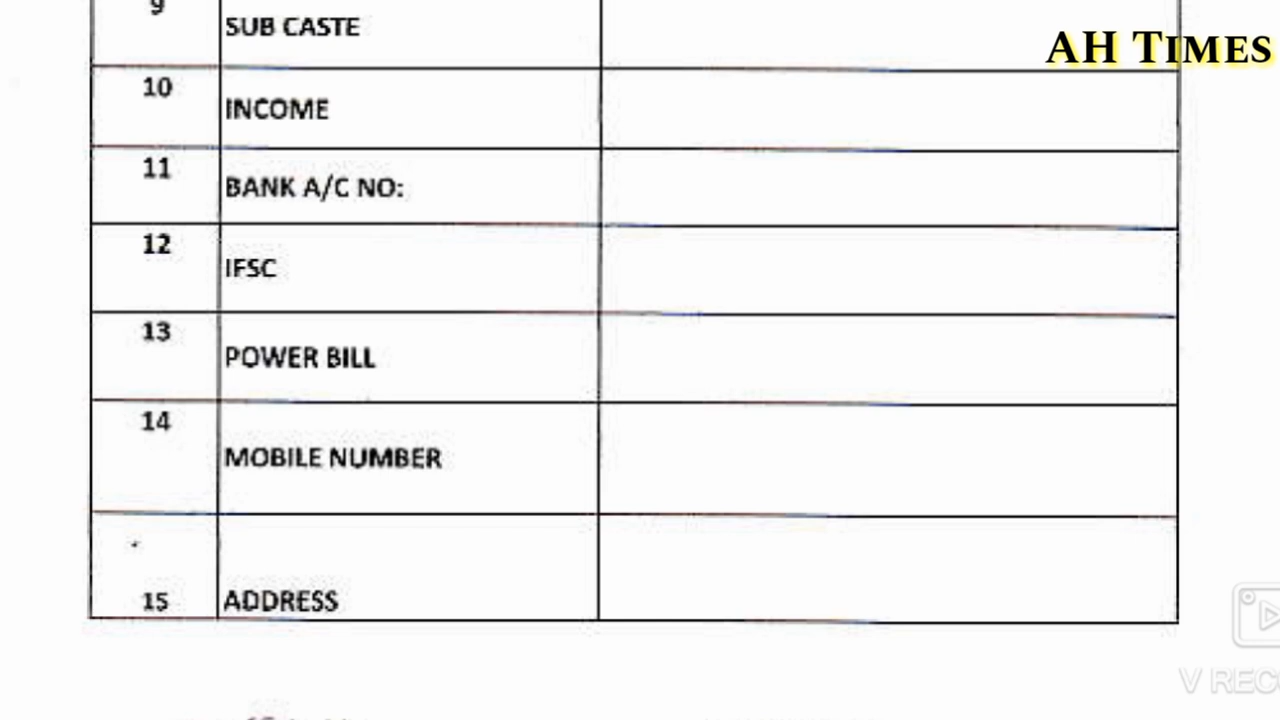 AH TIMES
9 SUB CASTE
10 INCOME
11 BANK A/C NO:
12 IFSC
13 POWER BILL
14 MOBILE NUMBER
15 ADDRESS
V RECO